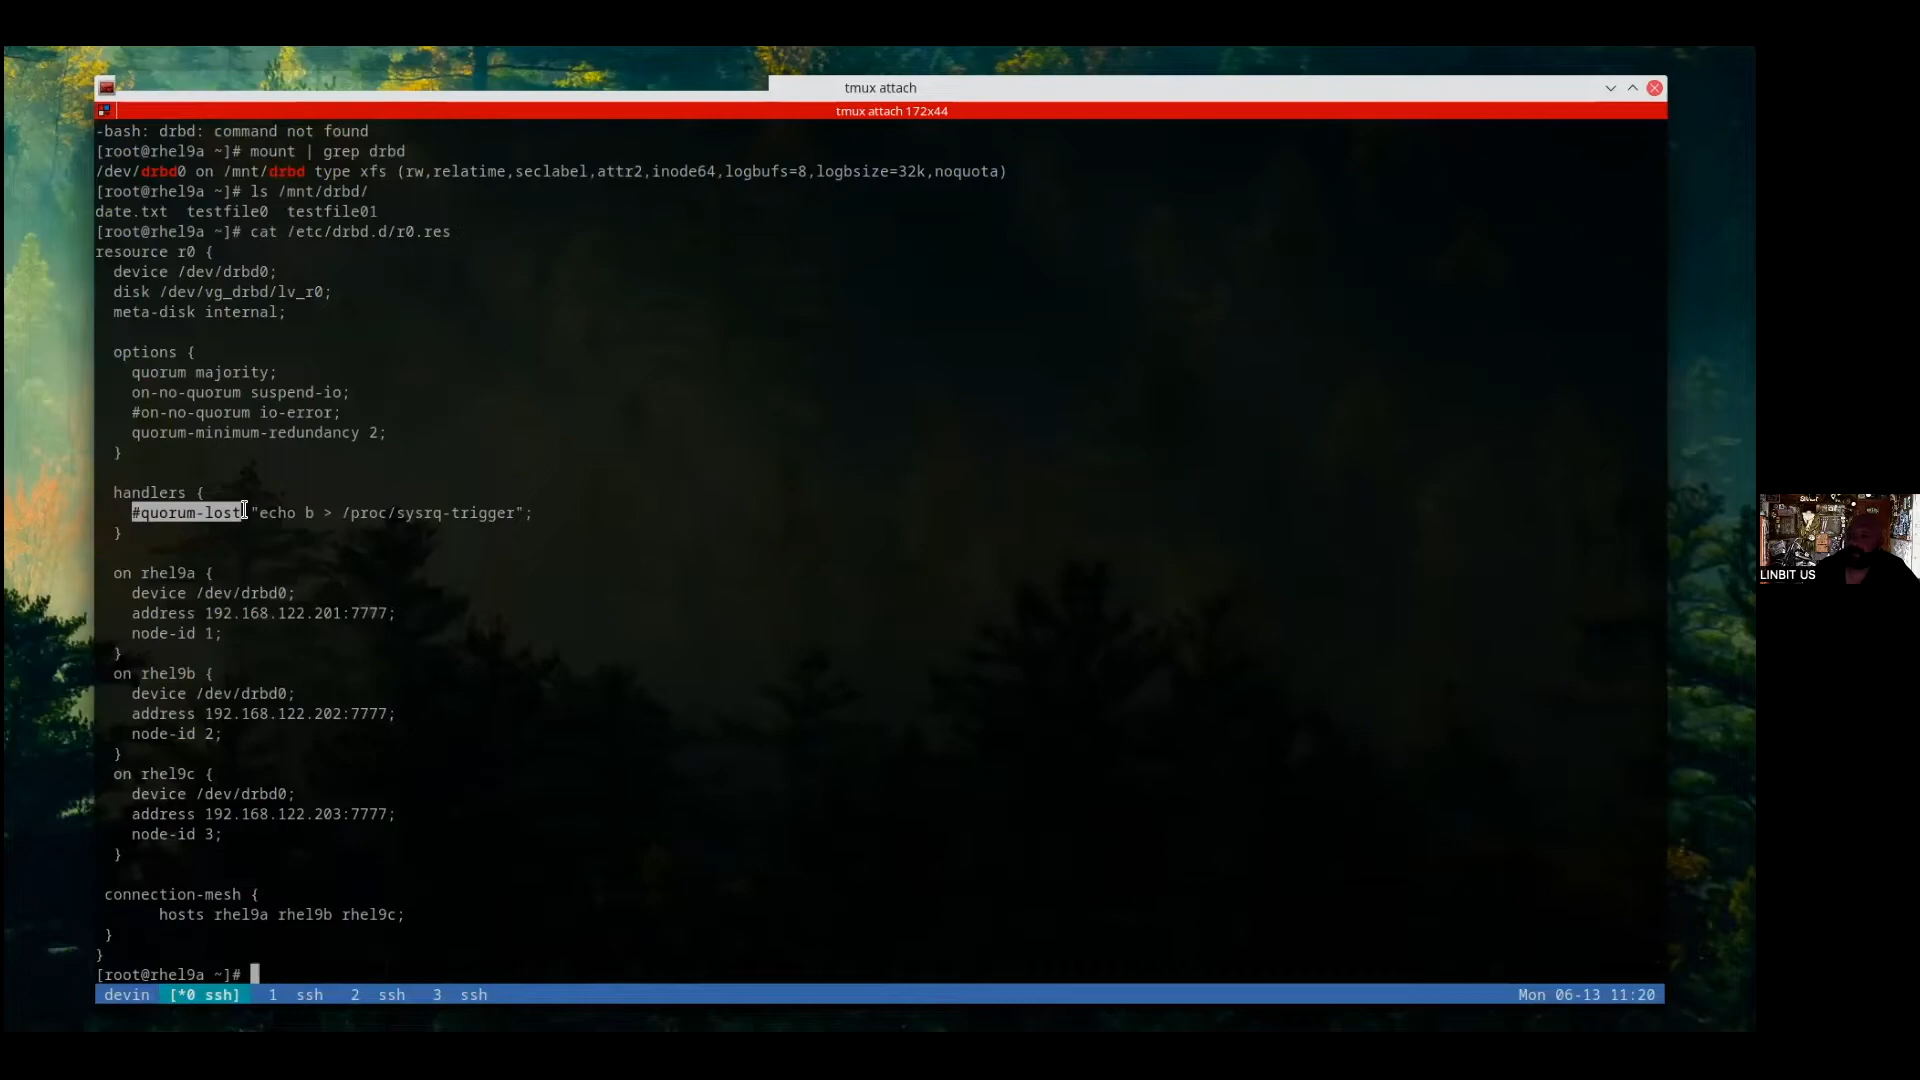 tmux attach
tmux attach 172x44
-bash: drbd: command not found
[root@rhel9a ~]# mount | grep drbd
/dev/drbd0 on /mnt/drbd type xfs (rw,relatime,seclabel,attr2,inode64,logbufs=8,logbsize=32k,noquota)
[root@rhel9a ~]# ls /mnt/drbd/
date.txt  testfile0  testfile01
[root@rhel9a ~]# cat /etc/drbd.d/r0.res
resource r0 {
  device /dev/drbd0;
  disk /dev/vg_drbd/lv_r0;
  meta-disk internal;
  options {
    quorum majority;
    on-no-quorum suspend-io;
    #on-no-quorum io-error;
    quorum-minimum-redundancy 2;
  }
  handlers {
    #quorum-lost "echo b > /proc/sysrq-trigger";
  }
  on rhel9a {
    device /dev/drbd0;
    address 192.168.122.201:7777;
    node-id 1;
  }
  on rhel9b {
    device /dev/drbd0;
    address 192.168.122.202:7777;
    node-id 2;
  }
  on rhel9c {
    device /dev/drbd0;
    address 192.168.122.203:7777;
    node-id 3;
  }
 connection-mesh {
       hosts rhel9a rhel9b rhel9c;
 }
}
[root@rhel9a ~]#
devin [*0 ssh] 1 ssh 2 ssh 3 ssh Mon 06-13 11:20
LINBIT US